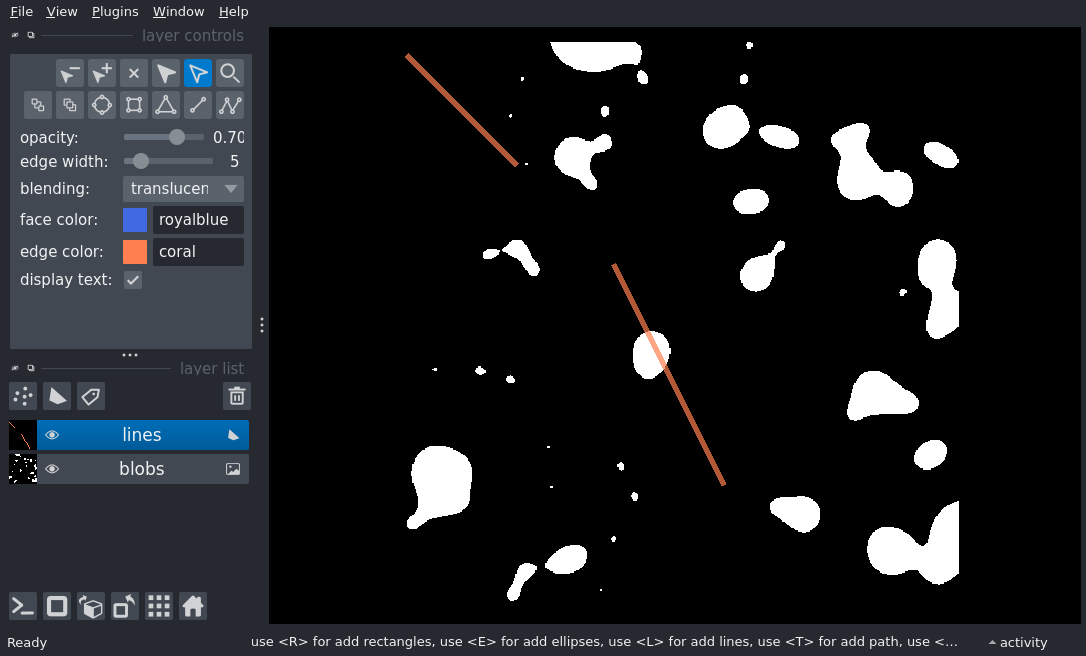 File View Plugins Window Help
layer controls
opacity: 0.70
edge width: 5
blending: translucen
face color: royalblue
edge color: coral
display text:
layer list
lines
blobs
Ready use <R> for add rectangles, use <E> for add ellipses, use <L> for add lines, use <T> for add path, use <... activity